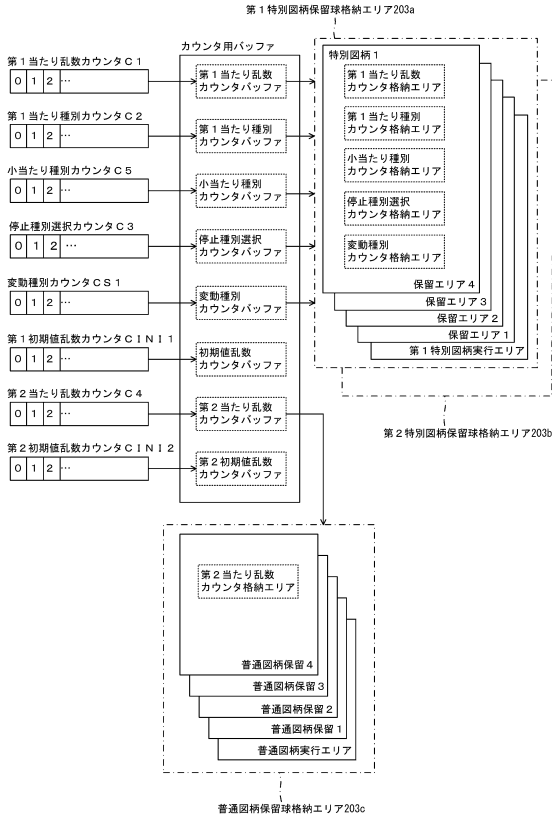 第1特別図柄保留球格納エリア203a
カウンタ用バッファ
第1当たり乱数カウンタC1
0 1 2 …
第1当たり乱数
カウンタバッファ
第1当たり種別カウンタC2
0 1 2 …
第1当たり種別
カウンタバッファ
小当たり種別カウンタC5
0 1 2 …
小当たり種別
カウンタバッファ
停止種別選択カウンタC3
0 1 2 …
停止種別選択
カウンタバッファ
変動種別カウンタCS1
0 1 2 …
変動種別
カウンタバッファ
第1初期値乱数カウンタCINI1
0 1 2 …
初期値乱数
カウンタバッファ
第2当たり乱数カウンタC4
0 1 2 …
第2当たり乱数
カウンタバッファ
第2初期値乱数カウンタCINI2
0 1 2 …
第2初期値乱数
カウンタバッファ
特別図柄1
第1当たり乱数
カウンタ格納エリア
第1当たり種別
カウンタ格納エリア
小当たり種別
カウンタ格納エリア
停止種別選択
カウンタ格納エリア
変動種別
カウンタ格納エリア
保留エリア4
保留エリア3
保留エリア2
保留エリア1
第1特別図柄実行エリア
第2特別図柄保留球格納エリア203b
第2当たり乱数
カウンタ格納エリア
普通図柄保留4
普通図柄保留3
普通図柄保留2
普通図柄保留1
普通図柄実行エリア
普通図柄保留球格納エリア203c